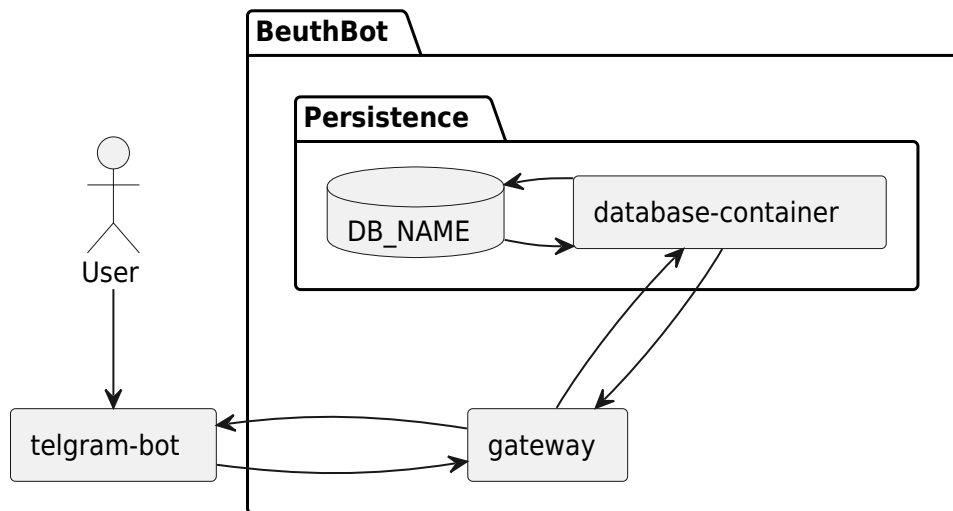 BeuthBot
Persistence
DB_NAME
database-container
User
telgram-bot
gateway